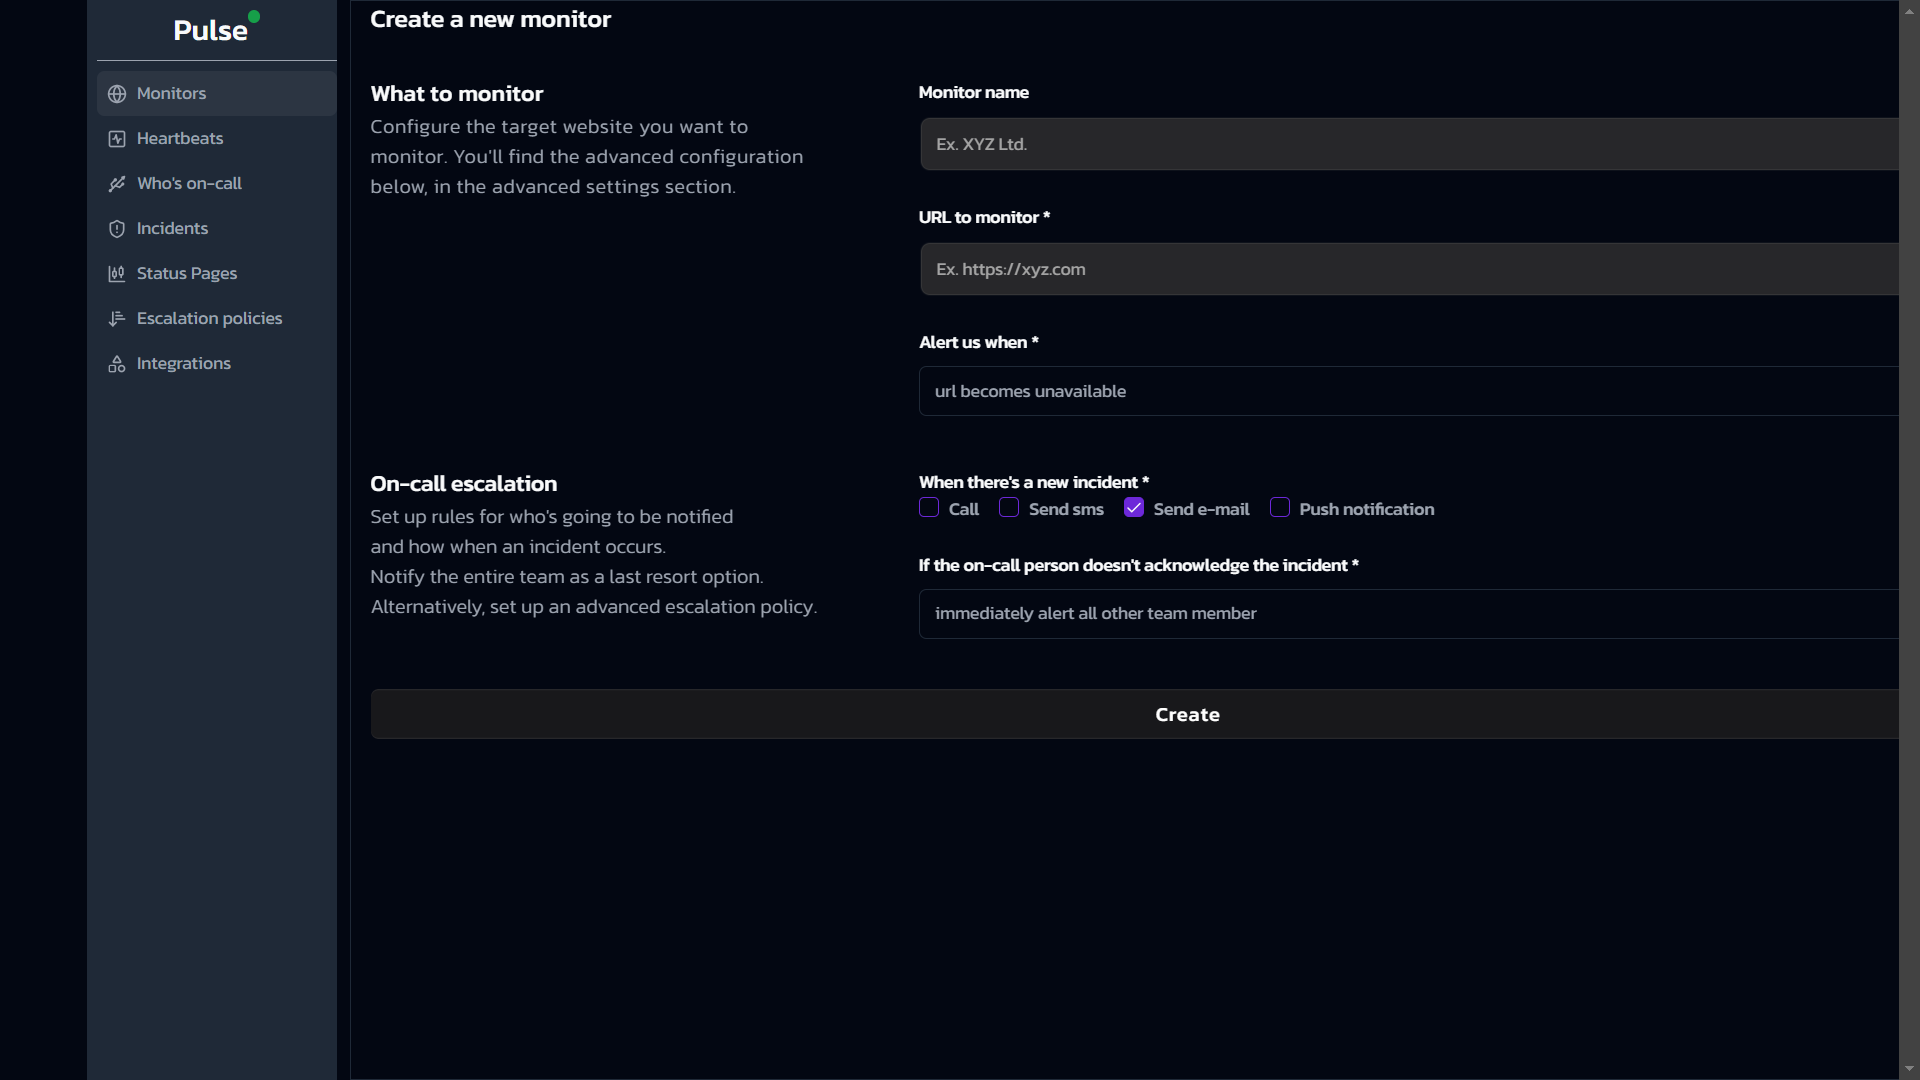 Pulse
Monitors
Heartbeats
Who's on-call
Incidents
Status Pages
Escalation policies
Integrations
Create a new monitor
What to monitor
Configure the target website you want to
monitor. You'll find the advanced configuration
below, in the advanced settings section.
Monitor name
Ex. XYZ Ltd.
URL to monitor *
Ex. https://xyz.com
Alert us when *
url becomes unavailable
On-call escalation
Set up rules for who's going to be notified
and how when an incident occurs.
Notify the entire team as a last resort option.
Alternatively, set up an advanced escalation policy.
When there's a new incident *
Call Send sms Send e-mail Push notification
If the on-call person doesn't acknowledge the incident *
immediately alert all other team member
Create